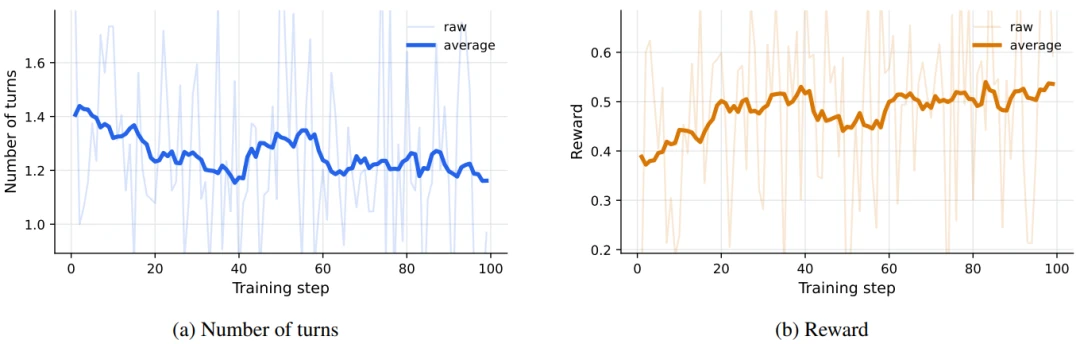 raw
average
1.6
1.4
1.2
1.0
Number of turns
0 20 40 60 80 100
Training step
(a) Number of turns
raw
average
0.6
0.5
0.4
0.3
0.2
Reward
0 20 40 60 80 100
Training step
(b) Reward